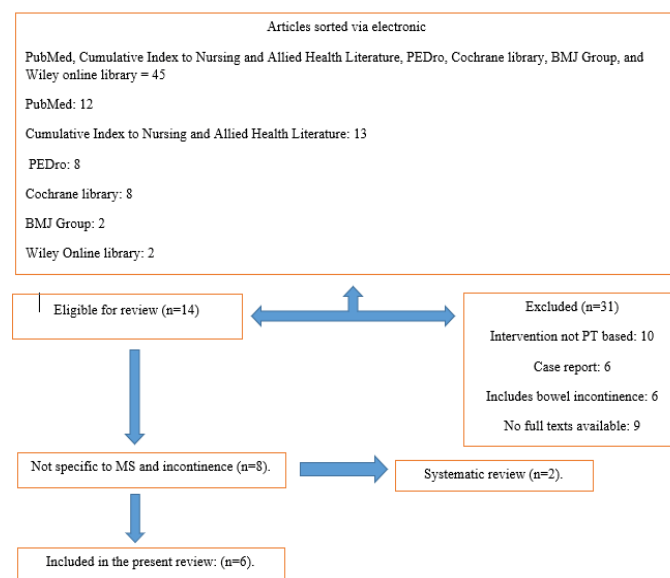 Articles sorted via electronic
PubMed, Cumulative Index to Nursing and Allied Health Literature, PEDro, Cochrane library, BMJ Group, and
Wiley online library = 45
PubMed: 12
Cumulative Index to Nursing and Allied Health Literature: 13
PEDro: 8
Cochrane library: 8
BMJ Group: 2
Wiley Online library: 2
Eligible for review (n=14)
Excluded (n=31)
Intervention not PT based: 10
Case report: 6
Includes bowel incontinence: 6
No full texts available: 9
Not specific to MS and incontinence (n=8).
Systematic review (n=2).
Included in the present review: (n=6).